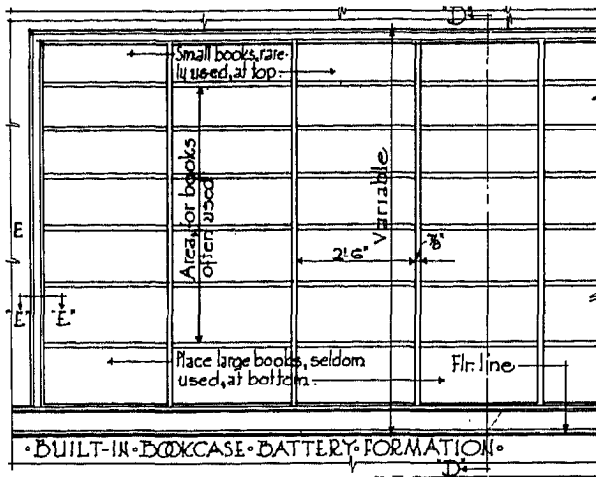 "D"
Small books, rare-
ly used, at top.
Area for books
often used
Variable
2'6"
⅞"
E
"E" "E"
Place large books, seldom
used, at bottom.
Flr. line
·BUILT-IN·BOOKCASE·BATTERY·FORMATION·
"D"